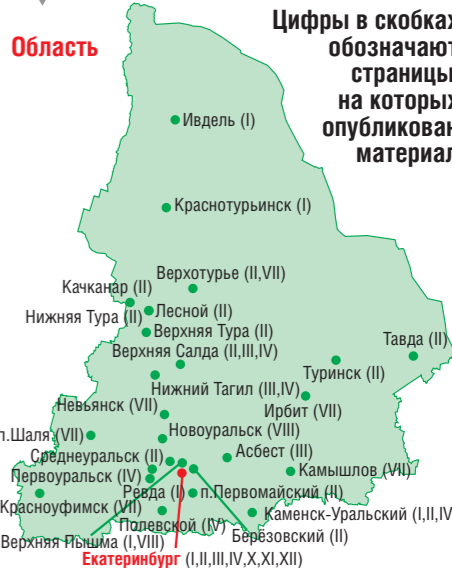 Область
Цифры в скобках
обозначают
страницы,
на которых
опубликован
материал
Ивдель (I)
Краснотурьинск (I)
Верхотурье (II,VII)
Качканар (II)
Лесной (II)
Нижняя Тура (II)
Верхняя Тура (II)
Тавда (II)
Верхняя Салда (II,III,IV)
Туринск (II)
Нижний Тагил (III,IV)
Ирбит (VII)
Невьянск (VII)
Новоуральск (VIII)
п.Шаля (VII)
Асбест (III)
Среднеуральск (II)
Камышлов (VII)
Первоуральск (IV)
Ревда (I)
п.Первомайский (II)
Красноуфимск (VII)
Каменск-Уральский (I,II,IV
Полевской (IV)
Берёзовский (II)
Верхняя Пышма (I,VIII)
Екатеринбург (I,II,III,IV,X,XI,XII)